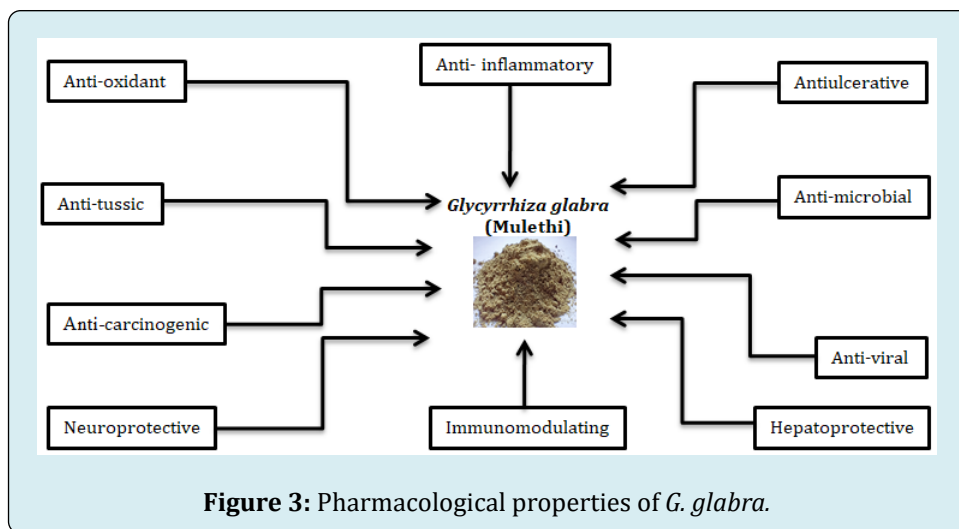 Anti- inflammatory
Anti-oxidant
Antiulcerative
Anti-tussic
Glycyrrhiza glabra
(Mulethi)
Anti-microbial
Anti-carcinogenic
Anti-viral
Neuroprotective
Immunomodulating
Hepatoprotective
Figure 3: Pharmacological properties of G. glabra.